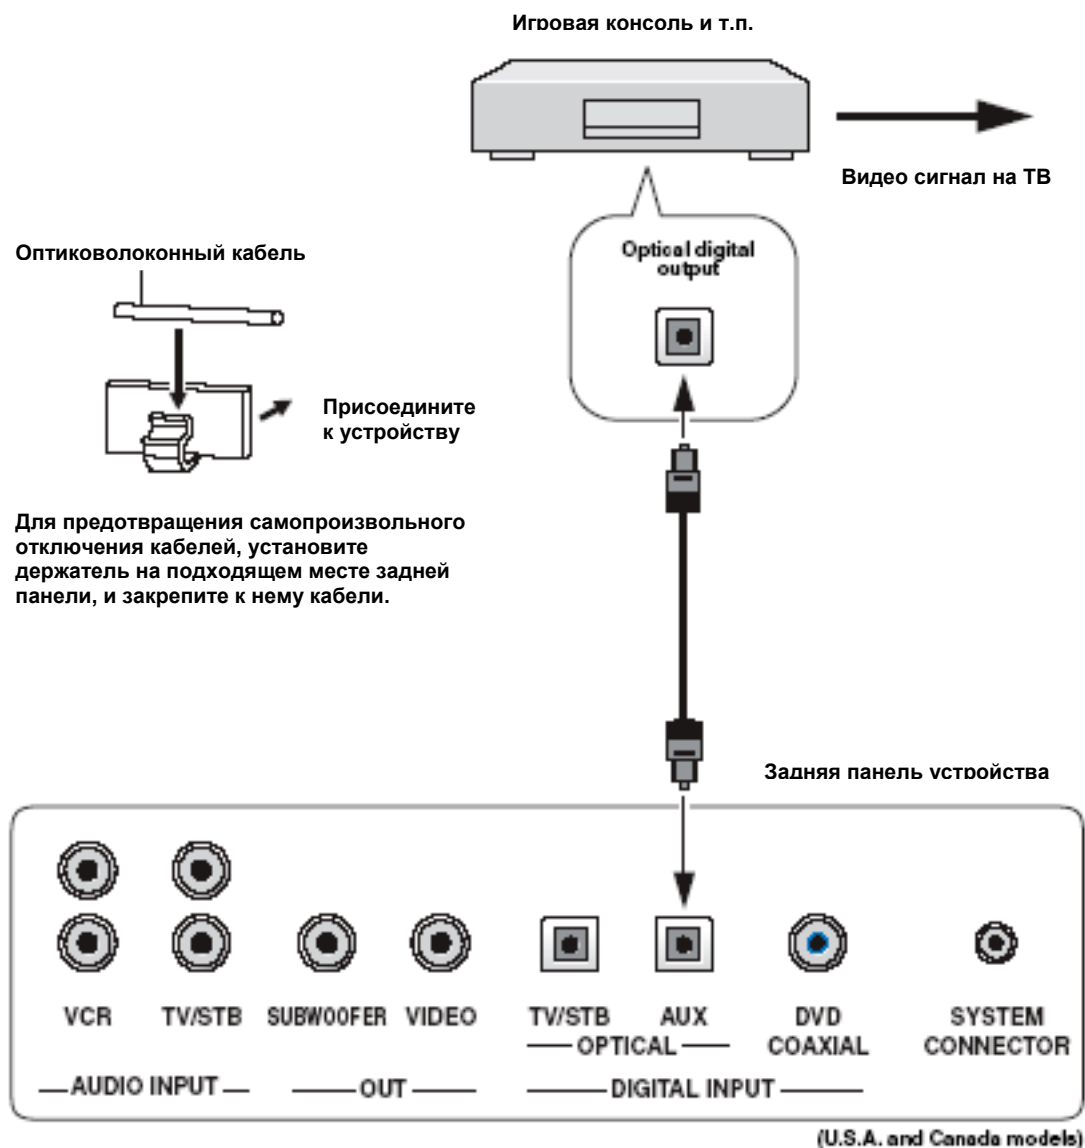 Игровая консоль и т.п.
Видео сигнал на ТВ
Optical digital
output
Оптиковолоконный кабель
Присоедините
к устройству
Для предотвращения самопроизвольного
отключения кабелей, установите
держатель на подходящем месте задней
панели, и закрепите к нему кабели.
Задняя панель устройства
VCR TV/STB SUBWOOFER VIDEO TV/STB AUX DVD SYSTEM
OPTICAL COAXIAL CONNECTOR
AUDIO INPUT OUT DIGITAL INPUT
(U.S.A. and Canada models)